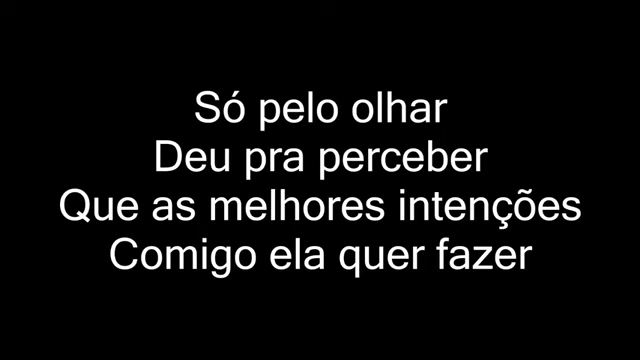 Só pelo olhar
Deu pra perceber
Que as melhores intenções
Comigo ela quer fazer